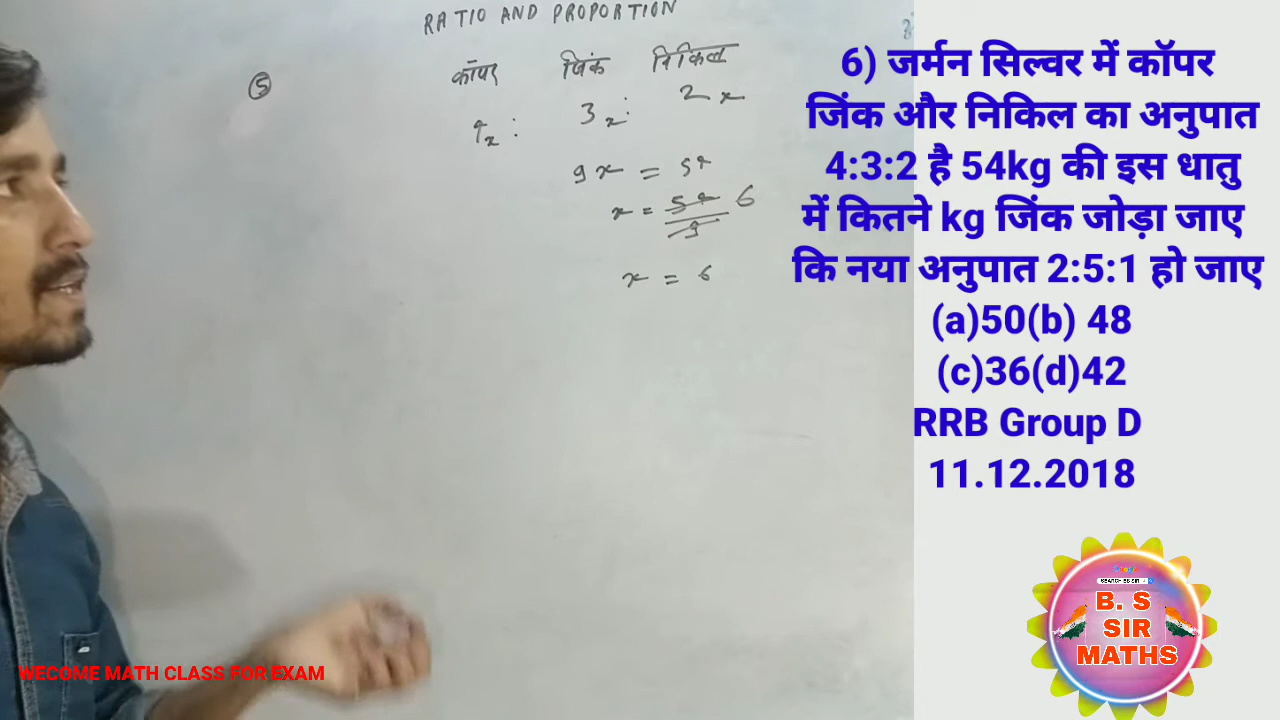 RATIO AND PROPORTION
⑤ कॉपर जिंक निकिल
4x : 3x : 2x
9x = 54
x = 54/9 6
x = 6
6) जर्मन सिल्वर में कॉपर
जिंक और निकिल का अनुपात
4:3:2 है 54kg की इस धातु
में कितने kg जिंक जोड़ा जाए
कि नया अनुपात 2:5:1 हो जाए
(a)50(b) 48
(c)36(d)42
RRB Group D
11.12.2018
B. S
SIR
MATHS
WECOME MATH CLASS FOR EXAM